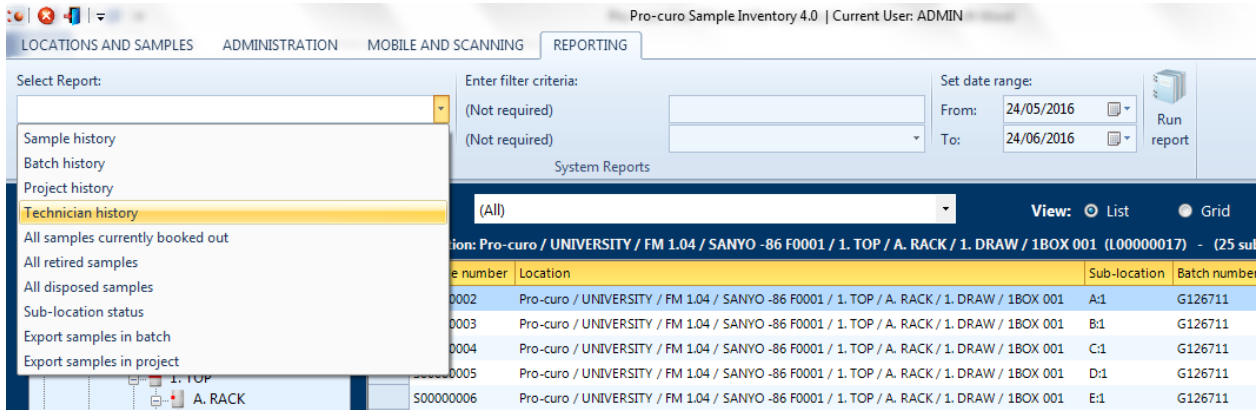 Pro-curo Sample Inventory 4.0 | Current User: ADMIN
LOCATIONS AND SAMPLES ADMINISTRATION MOBILE AND SCANNING REPORTING
Select Report: Enter filter criteria: Set date range:
(Not required) From: 24/05/2016
(Not required) To: 24/06/2016
Run report
System Reports
Sample history
Batch history
Project history
Technician history
All samples currently booked out
All retired samples
All disposed samples
Sub-location status
Export samples in batch
Export samples in project
1. TOP
A. RACK
(All) View: List Grid
Pro-curo / UNIVERSITY / FM 1.04 / SANYO -86 F0001 / 1. TOP / A. RACK / 1. DRAW / 1BOX 001 (L00000017) - (25
number Location Sub-location Batch number
0002 Pro-curo / UNIVERSITY / FM 1.04 / SANYO -86 F0001 / 1. TOP / A. RACK / 1. DRAW / 1BOX 001 A:1 G126711
0003 Pro-curo / UNIVERSITY / FM 1.04 / SANYO -86 F0001 / 1. TOP / A. RACK / 1. DRAW / 1BOX 001 B:1 G126711
0004 Pro-curo / UNIVERSITY / FM 1.04 / SANYO -86 F0001 / 1. TOP / A. RACK / 1. DRAW / 1BOX 001 C:1 G126711
S00000005 Pro-curo / UNIVERSITY / FM 1.04 / SANYO -86 F0001 / 1. TOP / A. RACK / 1. DRAW / 1BOX 001 D:1 G126711
S00000006 Pro-curo / UNIVERSITY / FM 1.04 / SANYO -86 F0001 / 1. TOP / A. RACK / 1. DRAW / 1BOX 001 E:1 G126711